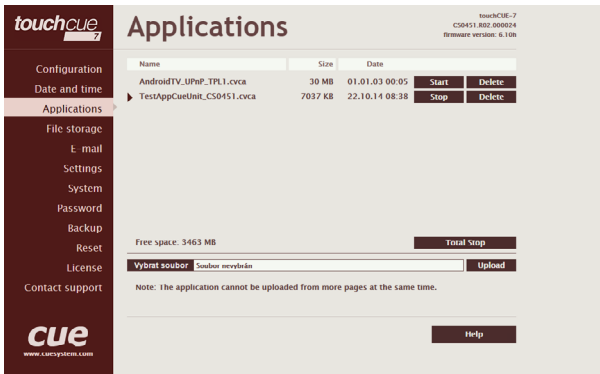 touchcue
7
touchCUE-7
CS0451.R02.000024
firmware version: 6.10b
Applications
Configuration
Date and time
Applications
File storage
E-mail
Settings
System
Password
Backup
Reset
License
Contact support
Name Size Date
AndroidTV_UPnP_TPL1.cvca 30 MB 01.01.03 00:05 Start Delete
TestAppCueUnit_CS0451.cvca 7037 KB 22.10.14 08:38 Stop Delete
Free space: 3463 MB Total Stop
Vybrat soubor Soubor nevybrán Upload
Note: The application cannot be uploaded from more pages at the same time.
Help
cue
www.cuesystem.com